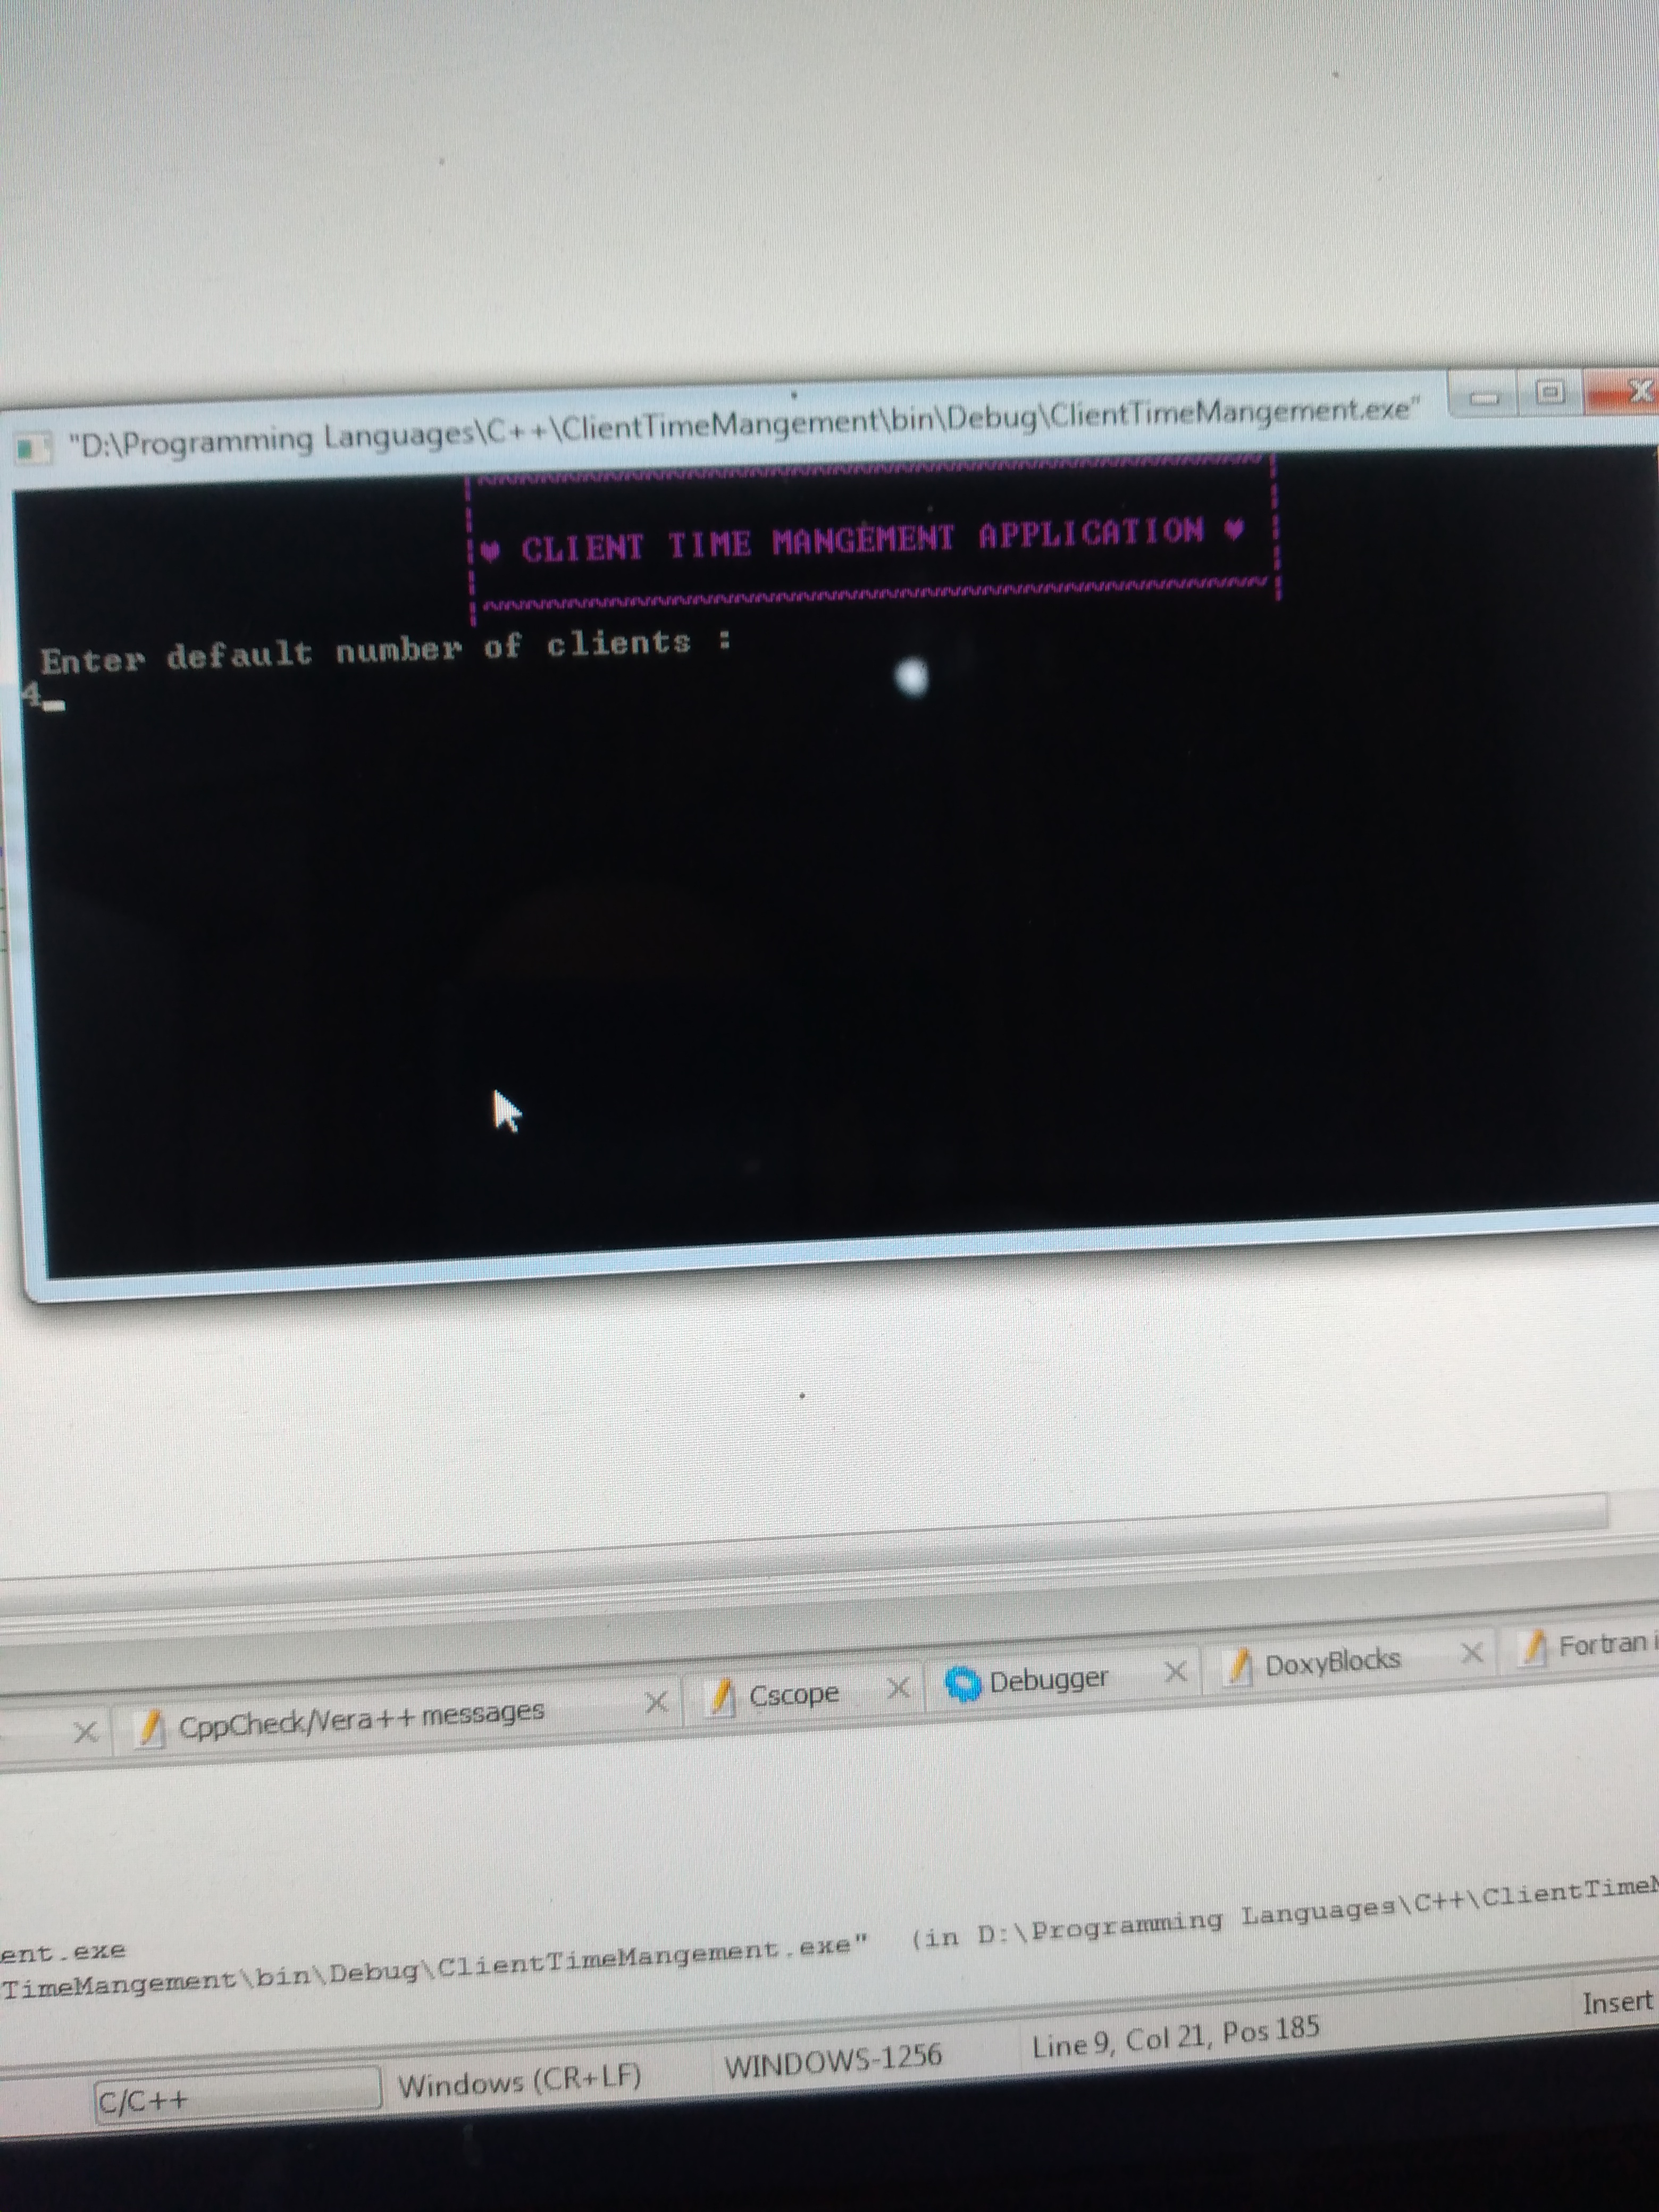 "D:\Programming Languages\C++\ClientTimeMangement\bin\Debug\ClientTimeMangement.exe"
♥ CLIENT TIME MANGEMENT APPLICATION ♥
Enter default number of clients :
4_
CppCheck/Vera++ messages Cscope Debugger DoxyBlocks Fortran i
ent.exe
TimeMangement\bin\Debug\ClientTimeMangement.exe" (in D:\Programming Languages\C++\ClientTimeM
C/C++ Windows (CR+LF) WINDOWS-1256 Line 9, Col 21, Pos 185 Insert